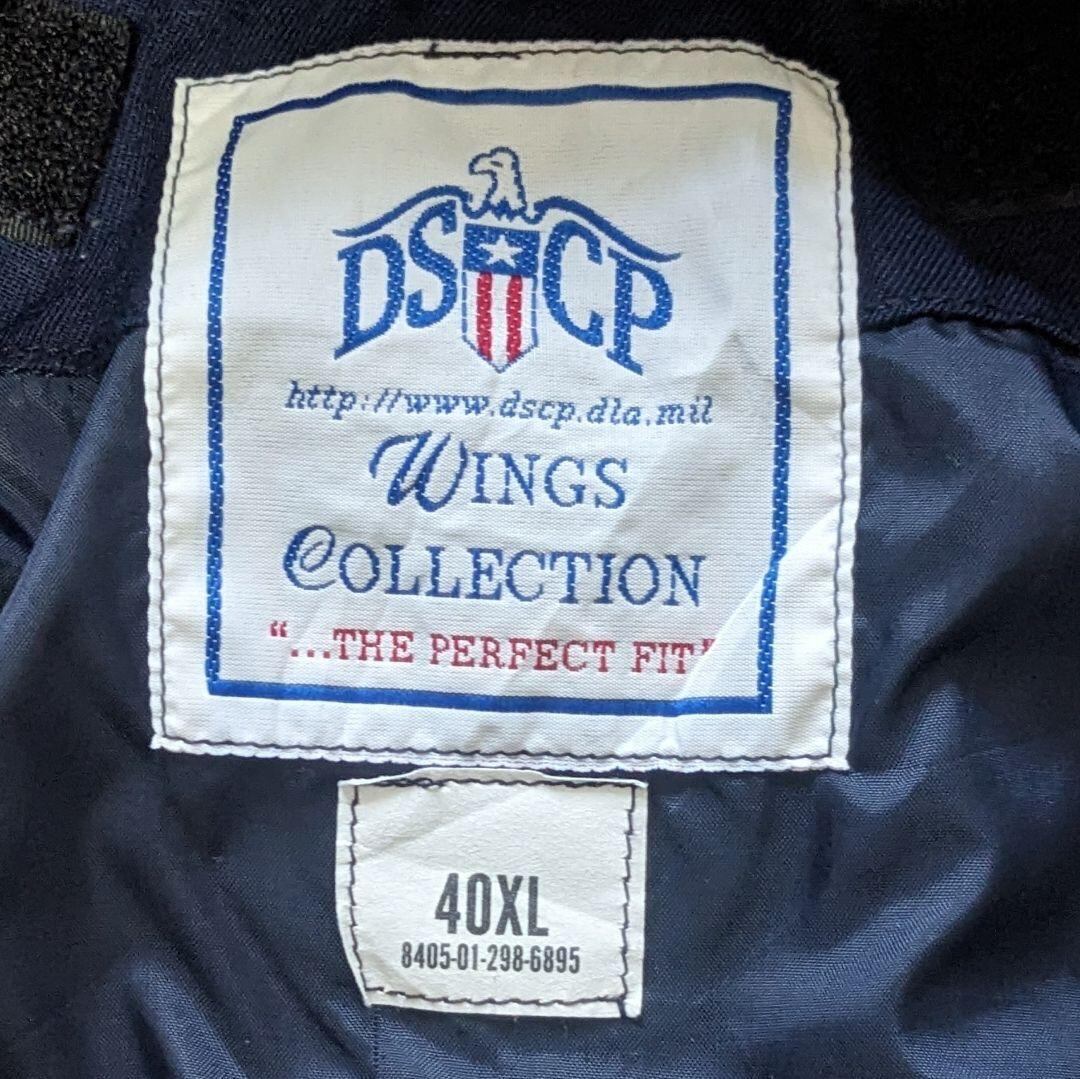 DSCP
http://www.dscp.dla.mil
WINGS
COLLECTION
"...THE PERFECT FIT"
40XL
8405-01-298-6895